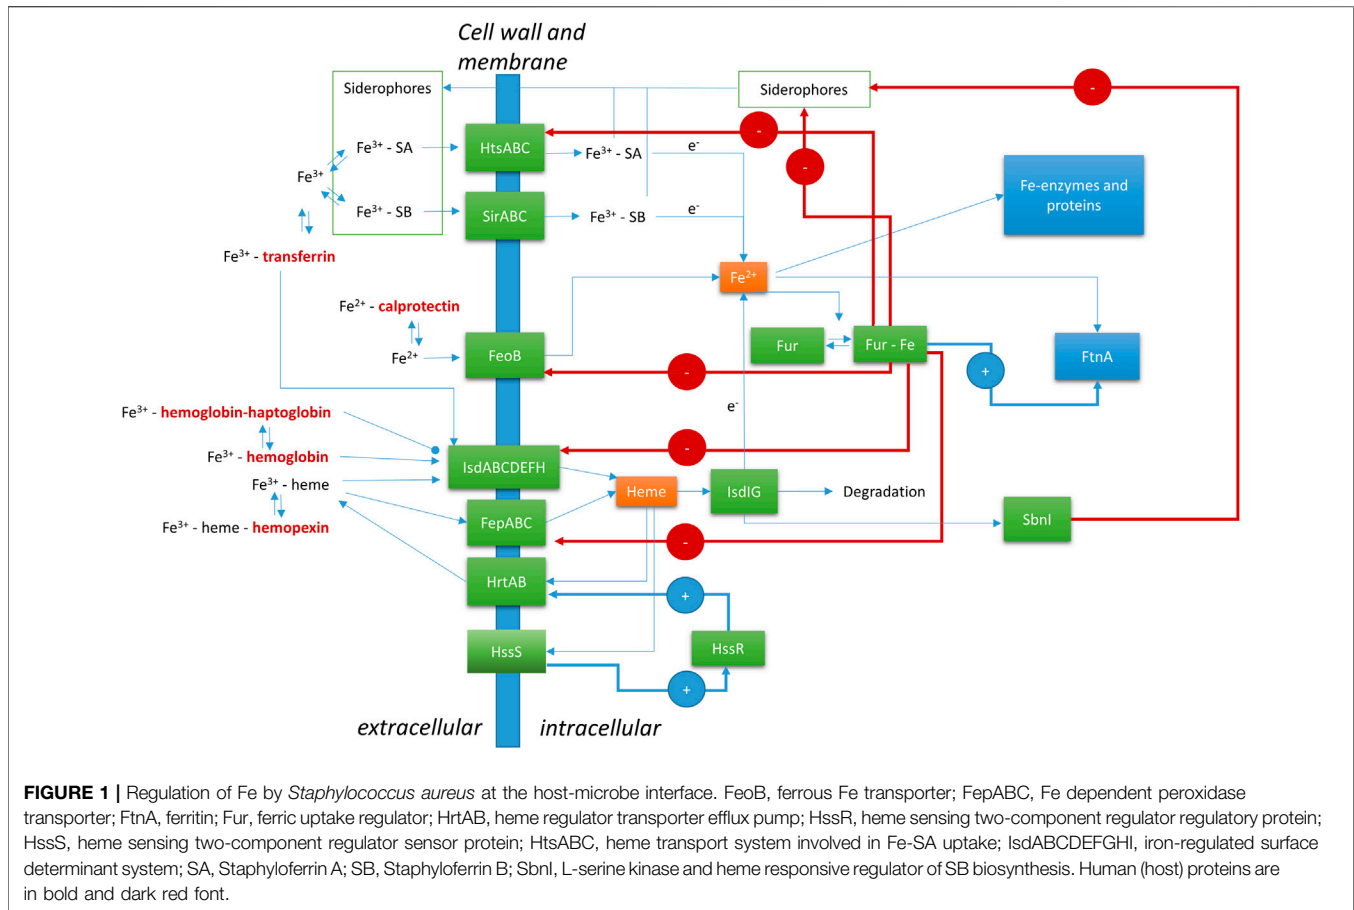 Cell wall and
membrane
Siderophores
Siderophores
-
-
-
Fe³⁺ - SA
HtsABC
Fe³⁺ - SA
e⁻
Fe³⁺
Fe-enzymes and
proteins
Fe³⁺ - SB
SirABC
Fe³⁺ - SB
e⁻
Fe³⁺ - transferrin
Fe²⁺
Fe²⁺ - calprotectin
Fur
Fur - Fe
Fe²⁺
FeoB
FtnA
-
+
e⁻
Fe³⁺ - hemoglobin-haptoglobin
-
Fe³⁺ - hemoglobin
IsdABCDEFH
Fe³⁺ - heme
Heme
IsdIG
Degradation
Fe³⁺ - heme - hemopexin
FepABC
SbnI
-
HrtAB
+
HssS
HssR
+
extracellular
intracellular
FIGURE 1 | Regulation of Fe by Staphylococcus aureus at the host-microbe interface. FeoB, ferrous Fe transporter; FepABC, Fe dependent peroxidase
transporter; FtnA, ferritin; Fur, ferric uptake regulator; HrtAB, heme regulator transporter efflux pump; HssR, heme sensing two-component regulator regulatory protein;
HssS, heme sensing two-component regulator sensor protein; HtsABC, heme transport system involved in Fe-SA uptake; IsdABCDEFGHI, iron-regulated surface
determinant system; SA, Staphyloferrin A; SB, Staphyloferrin B; SbnI, L-serine kinase and heme responsive regulator of SB biosynthesis. Human (host) proteins are
in bold and dark red font.